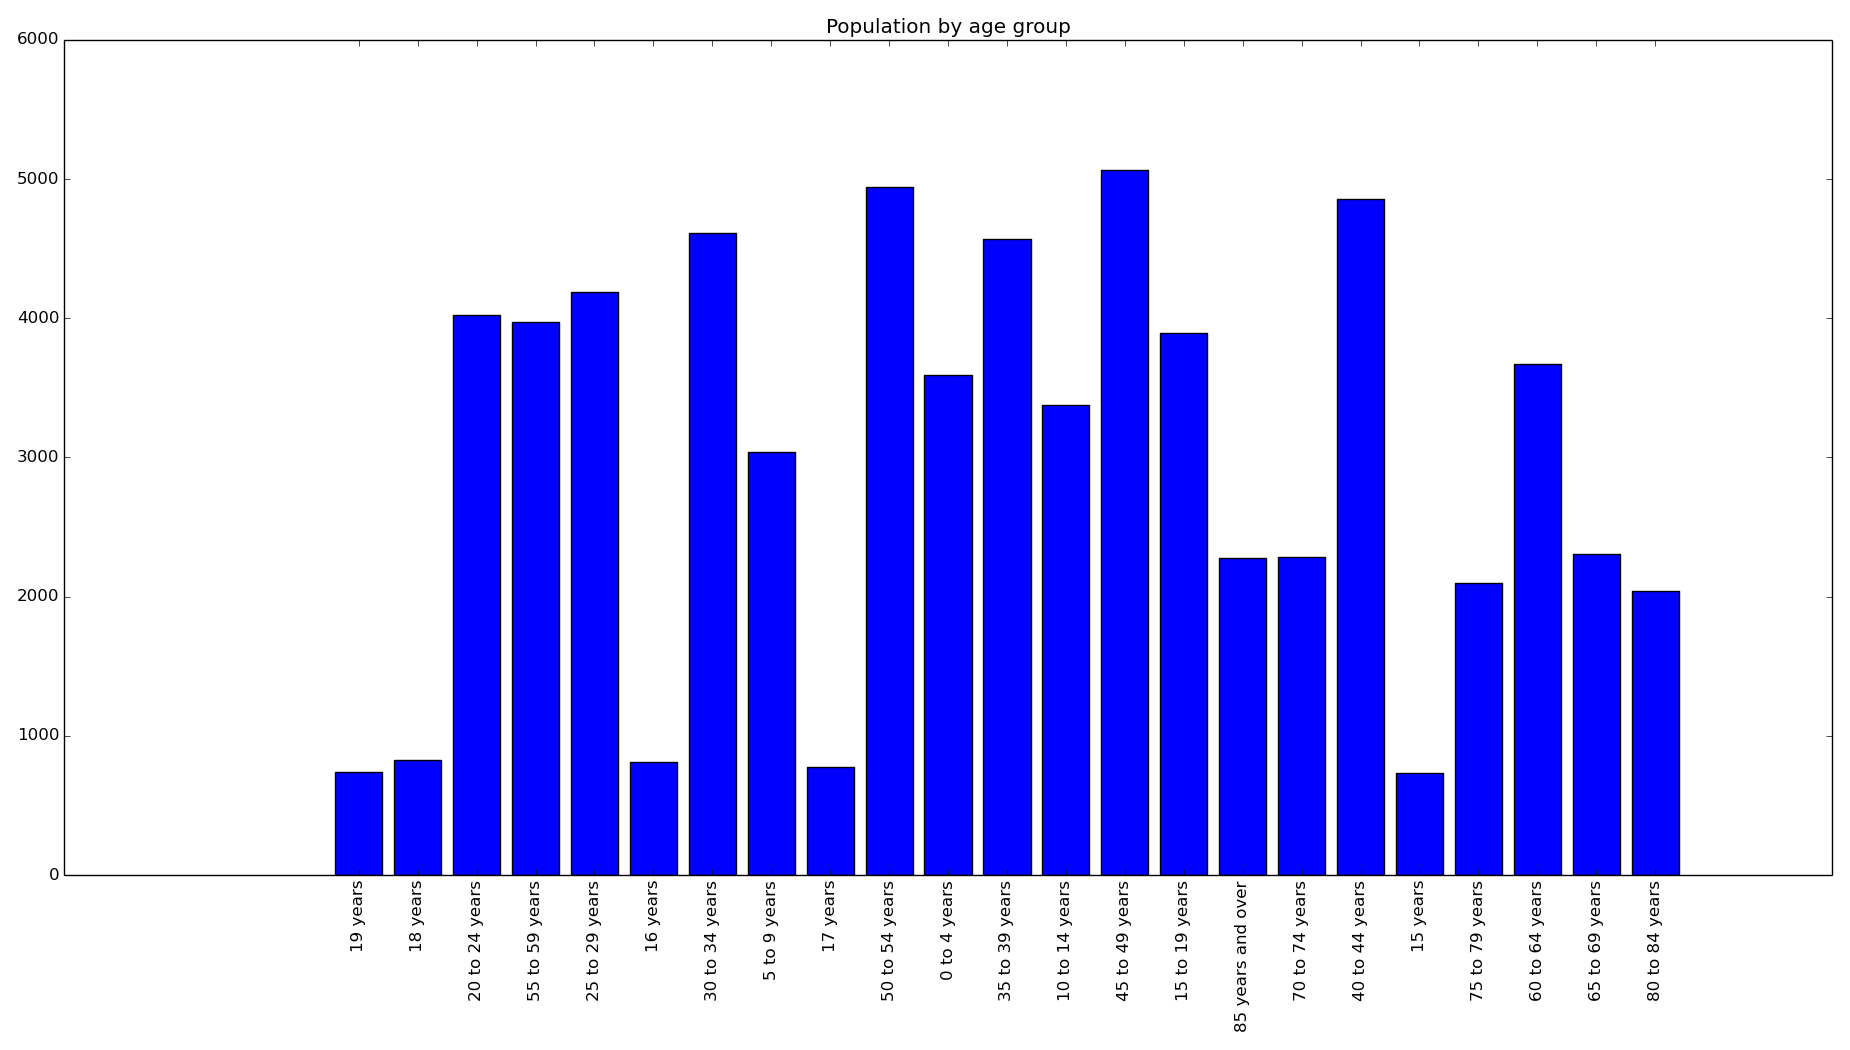 Population by age group
6000
5000
4000
3000
2000
1000
0
19 years
18 years
20 to 24 years
55 to 59 years
25 to 29 years
16 years
30 to 34 years
5 to 9 years
17 years
50 to 54 years
0 to 4 years
35 to 39 years
10 to 14 years
45 to 49 years
15 to 19 years
85 years and over
70 to 74 years
40 to 44 years
15 years
75 to 79 years
60 to 64 years
65 to 69 years
80 to 84 years